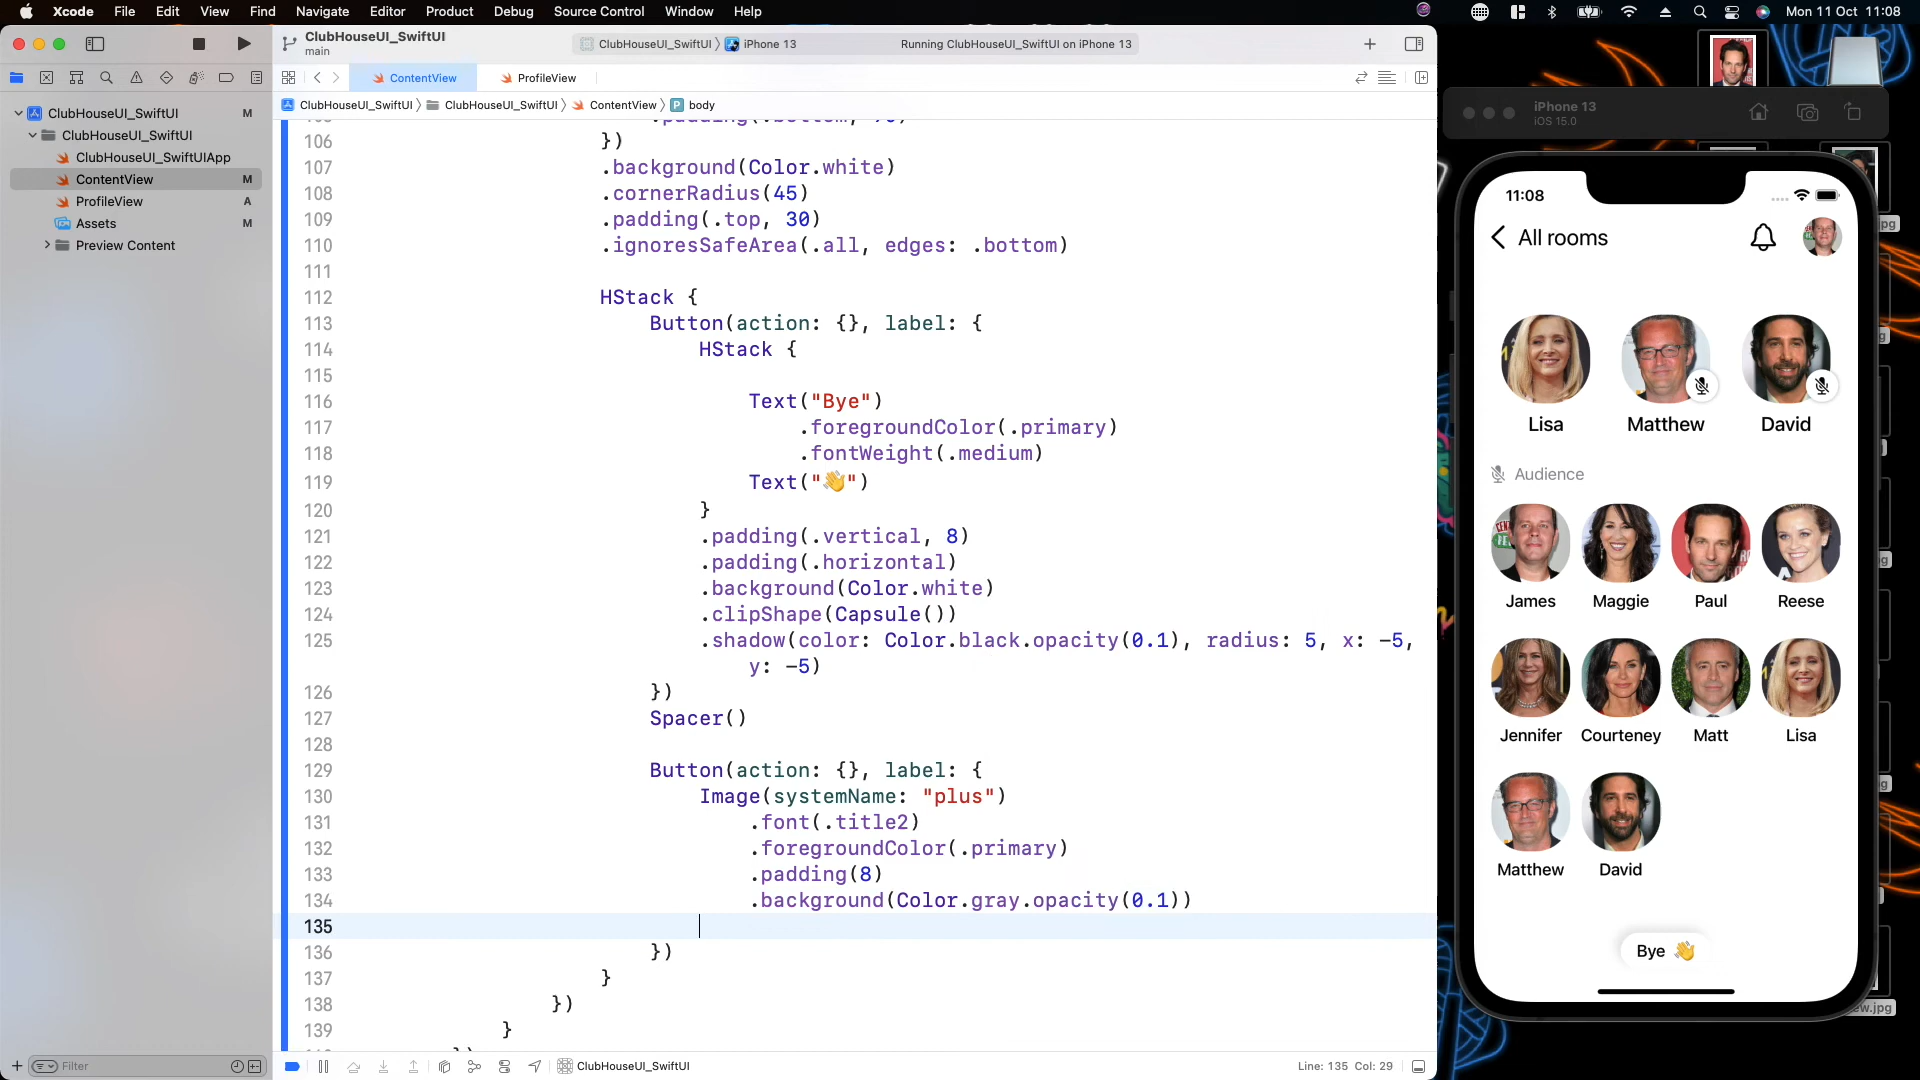 Xcode File Edit View Find Navigate Editor Product Debug Source Control Window Help Mon 11 Oct 11:08
ClubHouseUI_SwiftUI
main
ClubHouseUI_SwiftUI iPhone 13 Running ClubHouseUI_SwiftUI on iPhone 13
ContentView ProfileView
ClubHouseUI_SwiftUI ClubHouseUI_SwiftUI ContentView P body
ClubHouseUI_SwiftUI M
ClubHouseUI_SwiftUI
ClubHouseUI_SwiftUIApp
ContentView M
ProfileView A
Assets M
Preview Content
106 })
107 .background(Color.white)
108 .cornerRadius(45)
109 .padding(.top, 30)
110 .ignoresSafeArea(.all, edges: .bottom)
111
112 HStack {
113 Button(action: {}, label: {
114 HStack {
115
116 Text("Bye")
117 .foregroundColor(.primary)
118 .fontWeight(.medium)
119 Text("👋")
120 }
121 .padding(.vertical, 8)
122 .padding(.horizontal)
123 .background(Color.white)
124 .clipShape(Capsule())
125 .shadow(color: Color.black.opacity(0.1), radius: 5, x: -5,
y: -5)
126 })
127 Spacer()
128
129 Button(action: {}, label: {
130 Image(systemName: "plus")
131 .font(.title2)
132 .foregroundColor(.primary)
133 .padding(8)
134 .background(Color.gray.opacity(0.1))
135
136 })
137 }
138 })
139 }
Filter
ClubHouseUI_SwiftUI
Line: 135 Col: 29
iPhone 13
iOS 15.0
11:08
All rooms
Lisa Matthew David
Audience
James Maggie Paul Reese
Jennifer Courteney Matt Lisa
Matthew David
Bye 👋